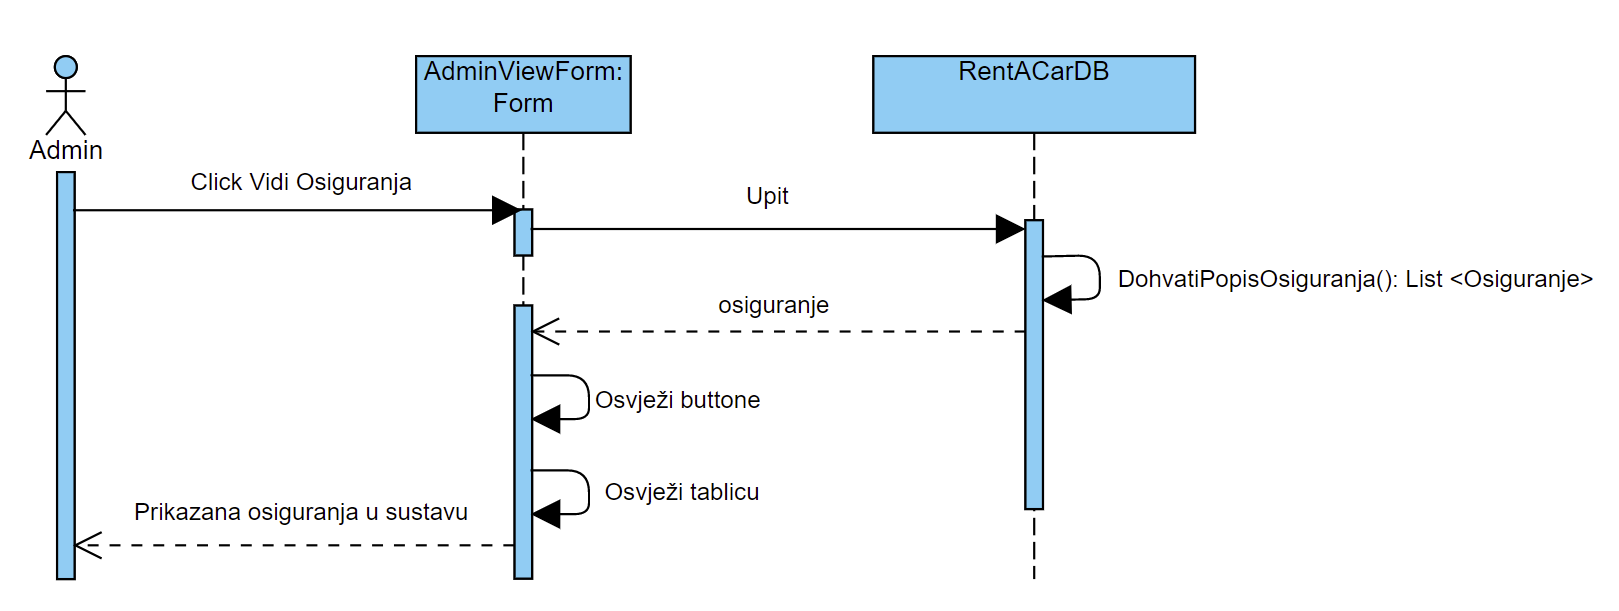 AdminViewForm:
Form
RentACarDB
Admin
Click Vidi Osiguranja
Upit
DohvatiPopisOsiguranja(): List <Osiguranje>
osiguranje
Osvježi buttone
Osvježi tablicu
Prikazana osiguranja u sustavu